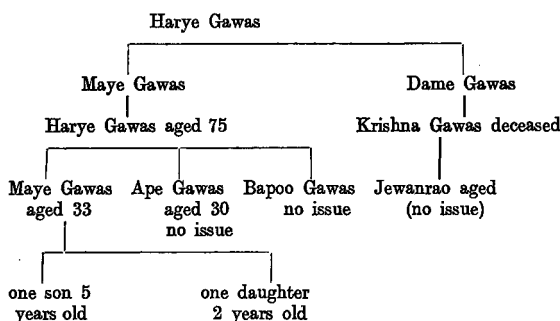 Harye Gawas
Maye Gawas Dame Gawas
Harye Gawas aged 75 Krishna Gawas deceased
Maye Gawas Ape Gawas Bapoo Gawas Jewanrao aged
aged 33 aged 30 no issue (no issue)
no issue
one son 5 one daughter
years old 2 years old